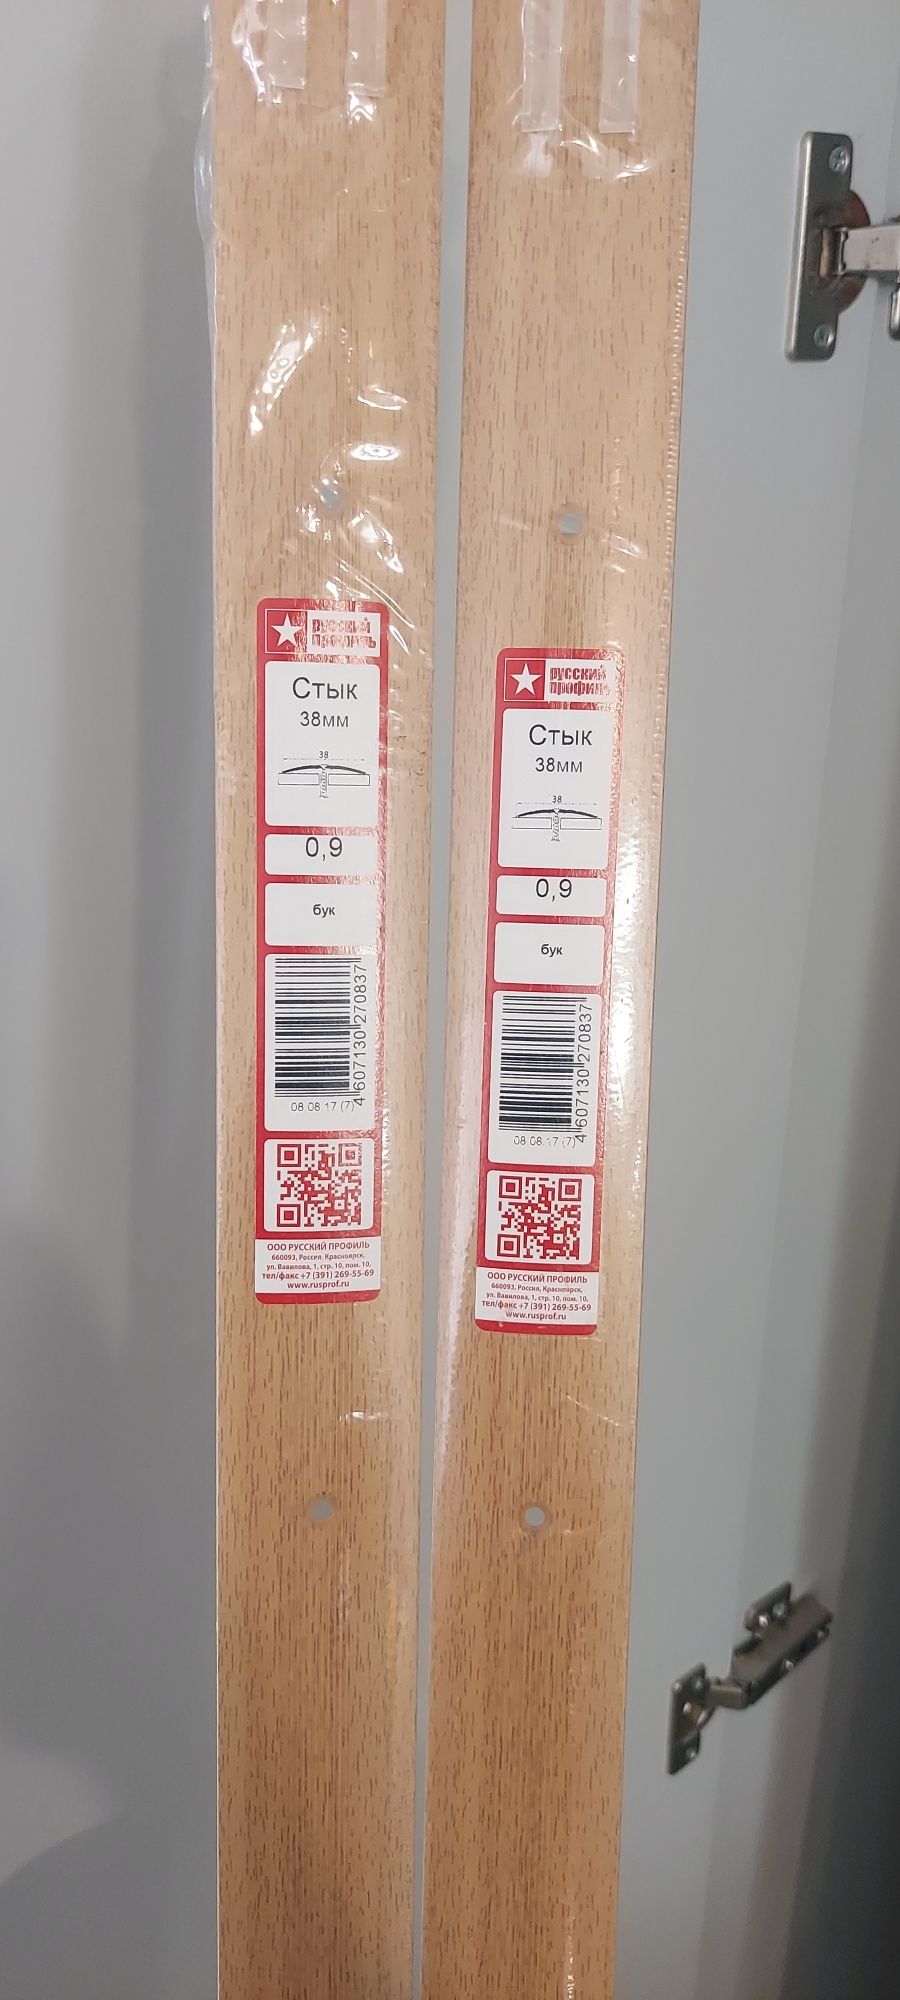 русский
профиль
Стык
38мм
38
0,9
бук
4 607130 270837
08 08 17 (7)
ООО РУССКИЙ ПРОФИЛЬ
660093, Россия, Красноярск,
ул. Вавилова, 1, стр. 10, пом. 10,
тел/факс +7 (391) 269-55-69
www.rusprof.ru
русский
профиль
Стык
38мм
38
0,9
бук
4 607130 270837
08 08.17 (7)
ООО РУССКИЙ ПРОФИЛЬ
660093, Россия, Красноярск,
ул. Вавилова, 1, стр. 10, пом. 10,
тел/факс +7 (391) 269-55-69
www.rusprof.ru